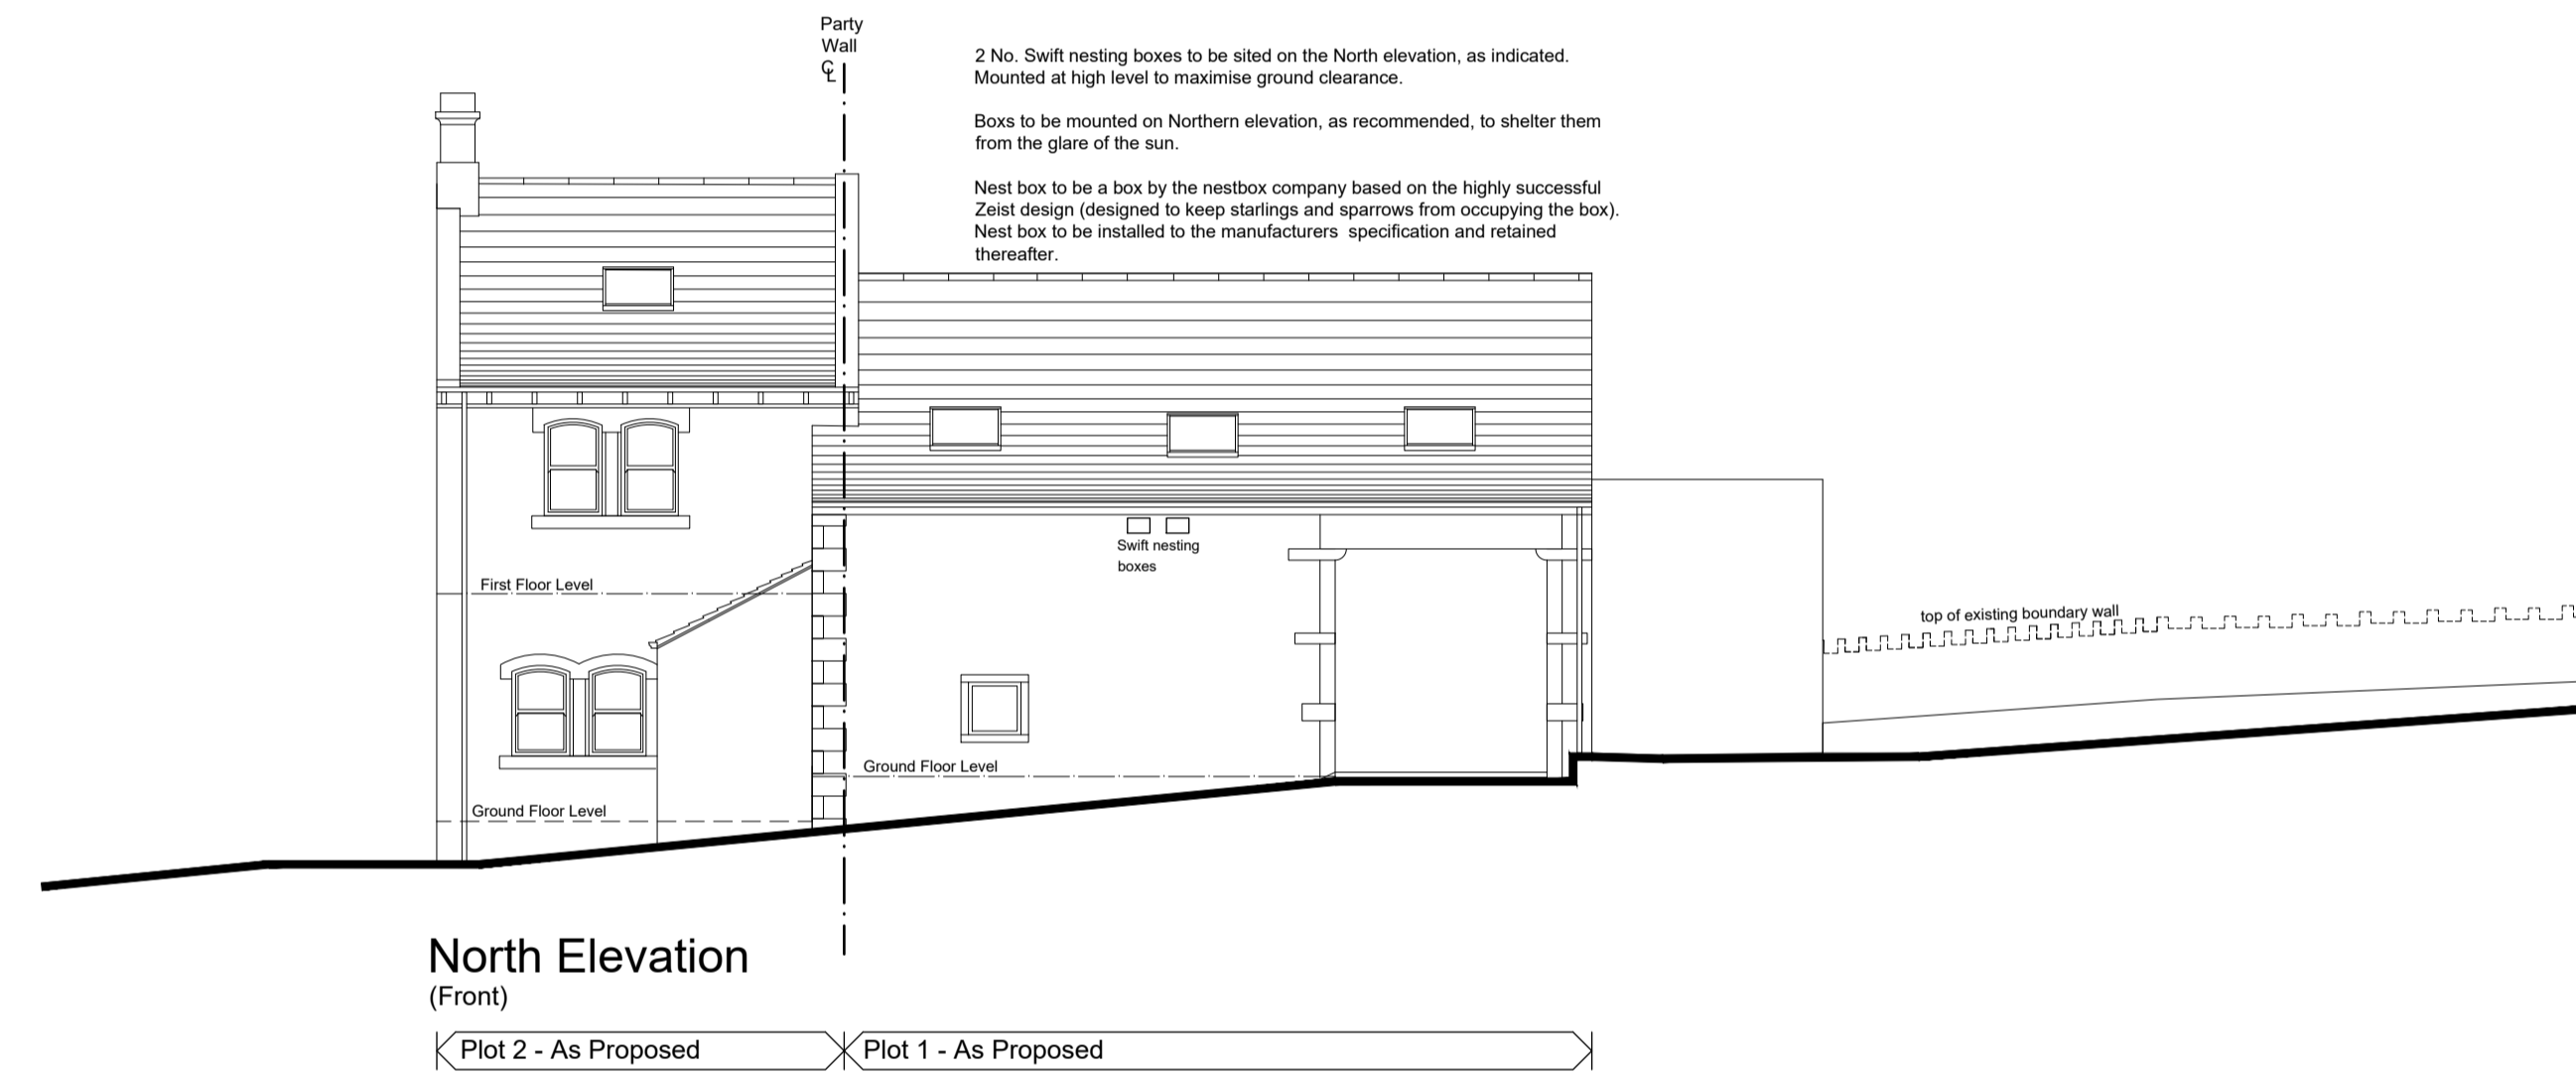 Party
Wall
℄
2 No. Swift nesting boxes to be sited on the North elevation, as indicated.
Mounted at high level to maximise ground clearance.
Boxs to be mounted on Northern elevation, as recommended, to shelter them
from the glare of the sun.
Nest box to be a box by the nestbox company based on the highly successful
Zeist design (designed to keep starlings and sparrows from occupying the box).
Nest box to be installed to the manufacturers  specification and retained
thereafter.
Swift nesting
boxes
First Floor Level
top of existing boundary wall
Ground Floor Level
Ground Floor Level
North Elevation
(Front)
Plot 2 - As Proposed
Plot 1 - As Proposed